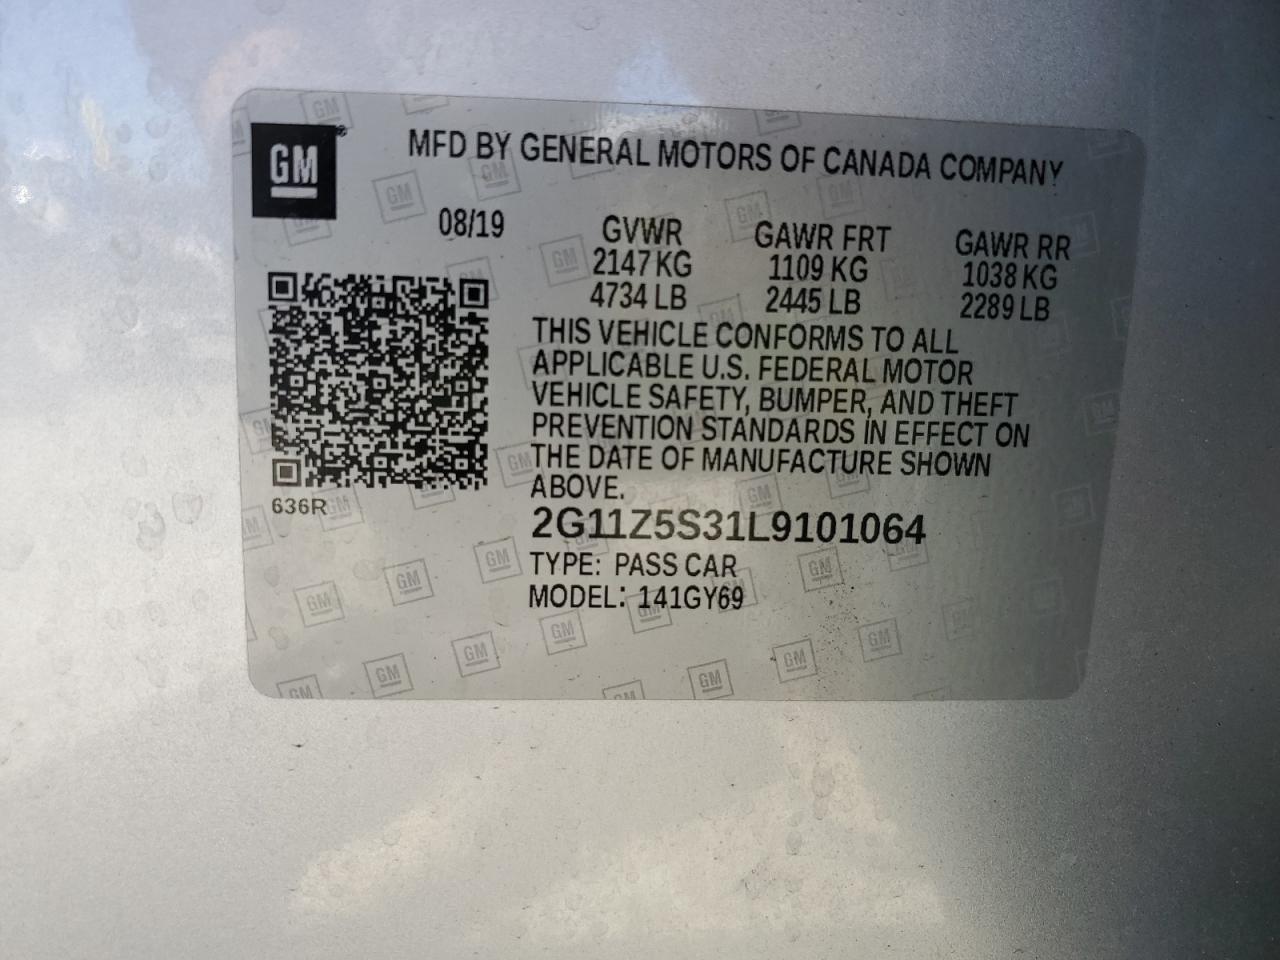 GM®
MFD BY GENERAL MOTORS OF CANADA COMPANY
08/19 GVWR GAWR FRT GAWR RR
2147 KG 1109 KG 1038 KG
4734 LB 2445 LB 2289 LB
THIS VEHICLE CONFORMS TO ALL
APPLICABLE U.S. FEDERAL MOTOR
VEHICLE SAFETY, BUMPER, AND THEFT
PREVENTION STANDARDS IN EFFECT ON
THE DATE OF MANUFACTURE SHOWN
ABOVE.
636R
2G11Z5S31L9101064
TYPE: PASS CAR
MODEL: 141GY69